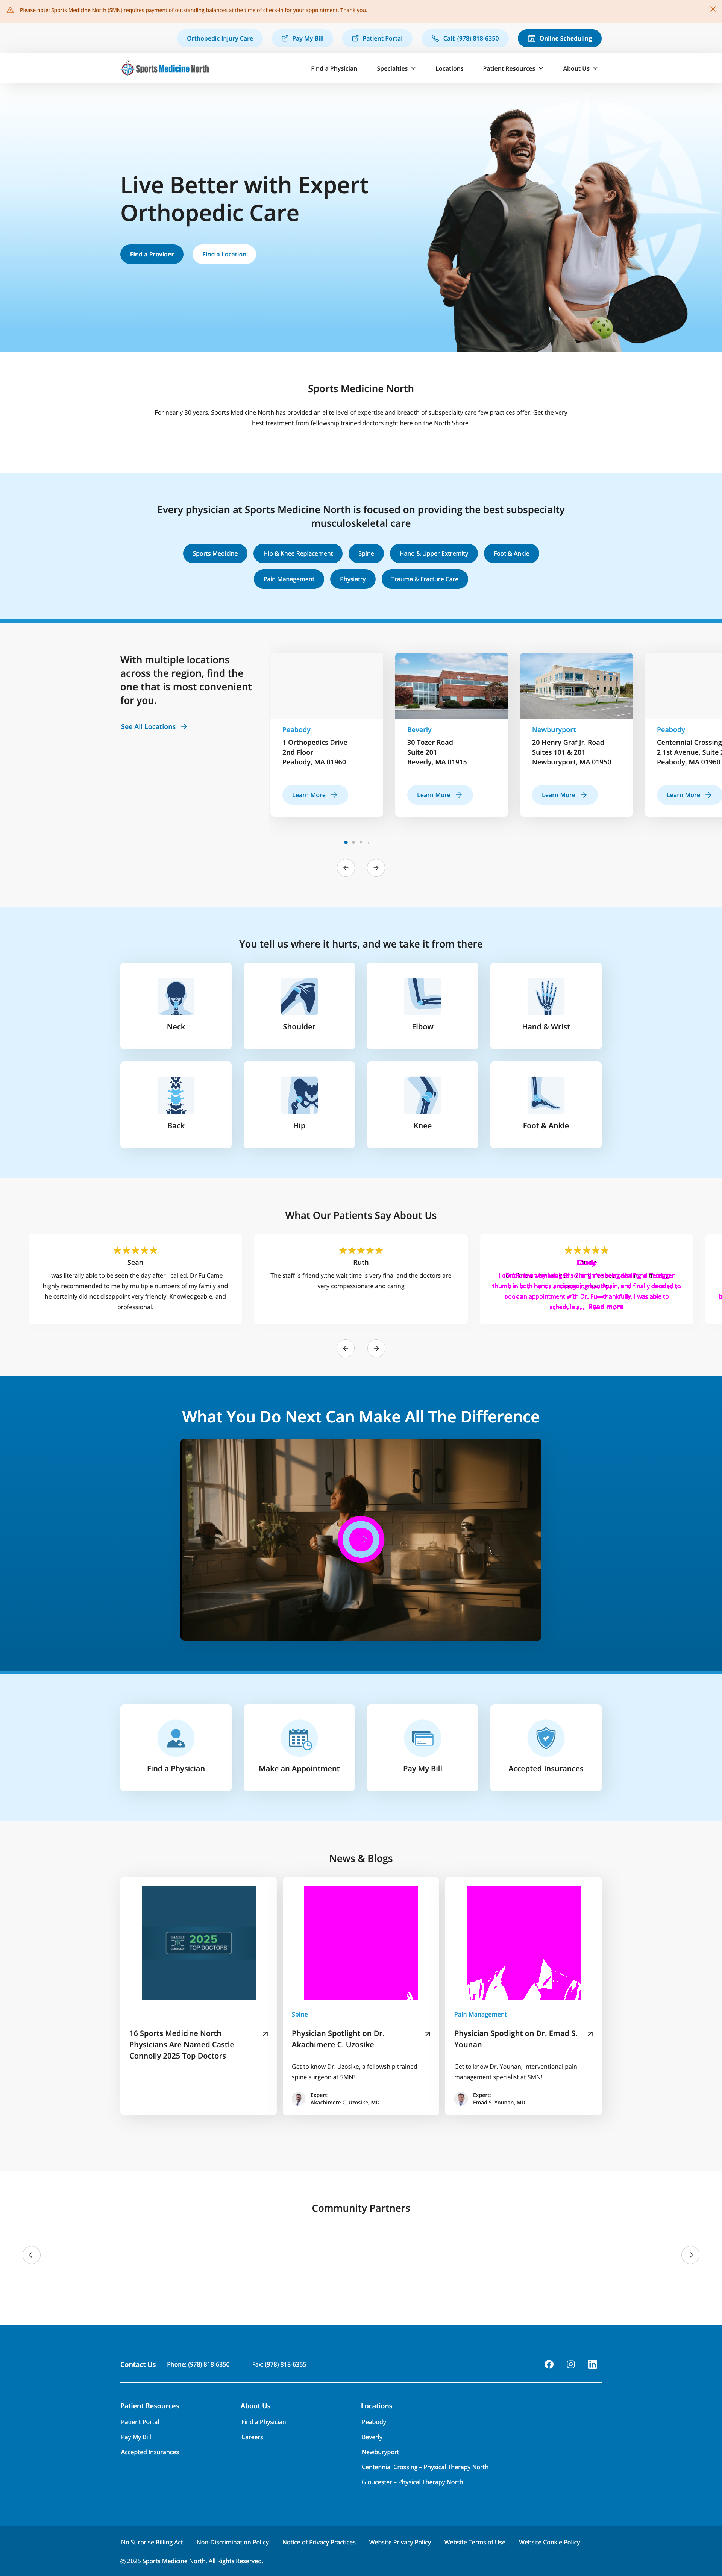 Please note: Sports Medicine North (SMN) requires payment of outstanding balances at the time of check-in for your appointment. Thank you.
Orthopedic Injury Care
Pay My Bill
Patient Portal
Call: (978) 818-6350
Online Scheduling
Sports Medicine North
Find a Physician
Specialties
Locations
Patient Resources
About Us
Live Better with Expert
Orthopedic Care
Find a Provider
Find a Location
Sports Medicine North
For nearly 30 years, Sports Medicine North has provided an elite level of expertise and breadth of subspecialty care few practices offer. Get the very
best treatment from fellowship trained doctors right here on the North Shore.
Every physician at Sports Medicine North is focused on providing the best subspecialty
musculoskeletal care
Sports Medicine
Hip & Knee Replacement
Spine
Hand & Upper Extremity
Foot & Ankle
Pain Management
Physiatry
Trauma & Fracture Care
With multiple locations
across the region, find the
one that is most convenient
for you.
See All Locations
Peabody
1 Orthopedics Drive
2nd Floor
Peabody, MA 01960
Learn More
Beverly
30 Tozer Road
Suite 201
Beverly, MA 01915
Learn More
Newburyport
20 Henry Graf Jr. Road
Suites 101 & 201
Newburyport, MA 01950
Learn More
Peabody
Centennial Crossing
2 1st Avenue, Suite
Peabody, MA 01960
Learn More
You tell us where it hurts, and we take it from there
Neck
Shoulder
Elbow
Hand & Wrist
Back
Hip
Knee
Foot & Ankle
What Our Patients Say About Us
Sean
I was literally able to be seen the day after I called. Dr Fu Came
highly recommended to me by multiple numbers of my family and
he certainly did not disappoint very friendly, Knowledgeable, and
professional.
Ruth
The staff is friendly,the wait time is very final and the doctors are
very compassionate and caring
book an appointment with Dr. Fu—thankfully, I was able to
schedule a... Read more
What You Do Next Can Make All The Difference
Find a Physician
Make an Appointment
Pay My Bill
Accepted Insurances
News & Blogs
2025
TOP DOCTORS
16 Sports Medicine North
Physicians Are Named Castle
Connolly 2025 Top Doctors
Spine
Physician Spotlight on Dr.
Akachimere C. Uzosike
Get to know Dr. Uzosike, a fellowship trained
spine surgeon at SMN!
Expert:
Akachimere C. Uzosike, MD
Pain Management
Physician Spotlight on Dr. Emad S.
Younan
Get to know Dr. Younan, interventional pain
management specialist at SMN!
Expert:
Emad S. Younan, MD
Community Partners
Contact Us
Phone: (978) 818-6350
Fax: (978) 818-6355
Patient Resources
Patient Portal
Pay My Bill
Accepted Insurances
About Us
Find a Physician
Careers
Locations
Peabody
Beverly
Newburyport
Centennial Crossing – Physical Therapy North
Gloucester – Physical Therapy North
No Surprise Billing Act
Non-Discrimination Policy
Notice of Privacy Practices
Website Privacy Policy
Website Terms of Use
Website Cookie Policy
© 2025 Sports Medicine North. All Rights Reserved.